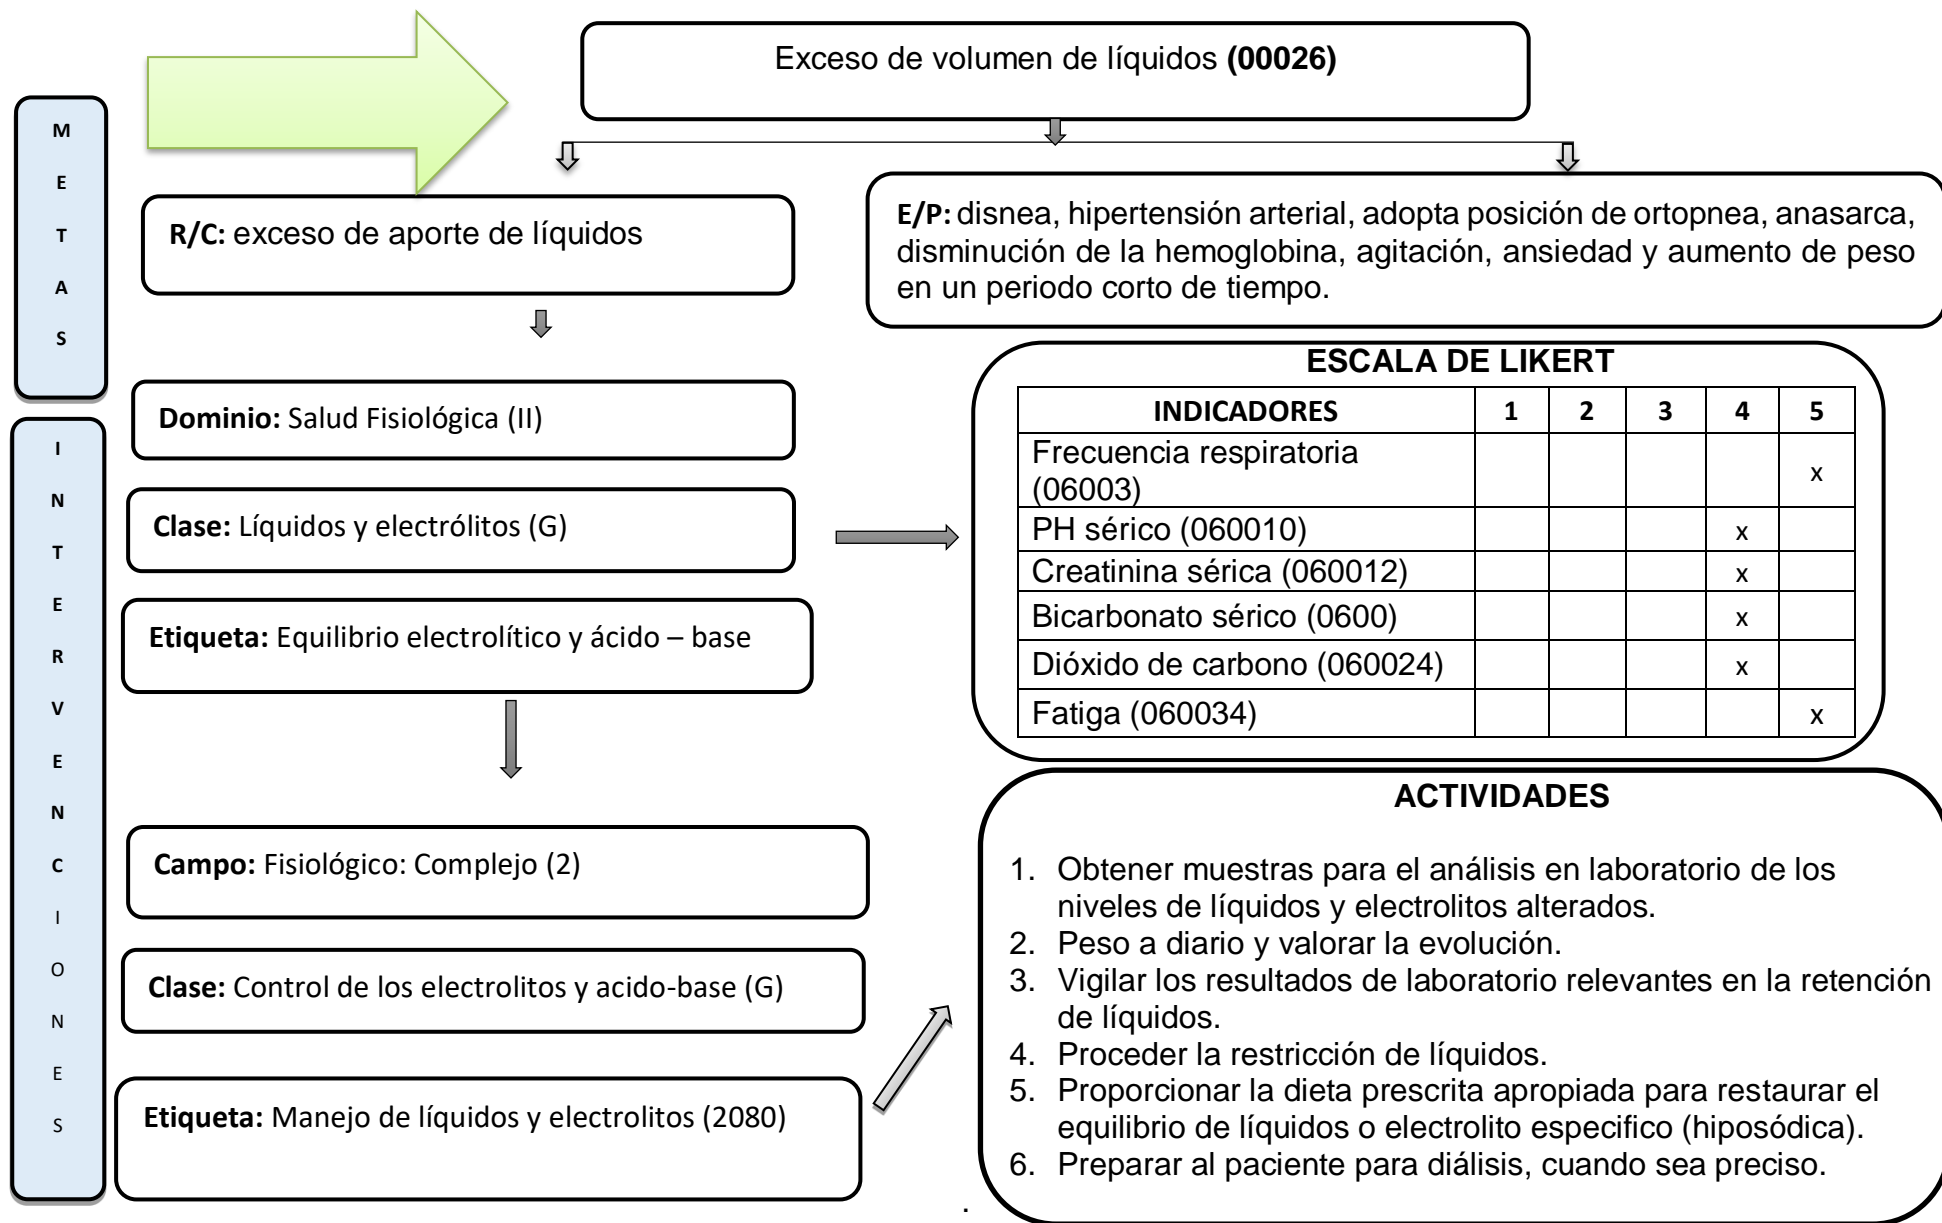 Exceso de volumen de líquidos (00026)
M
E
T
A
S
R/C: exceso de aporte de líquidos
E/P: disnea, hipertensión arterial, adopta posición de ortopnea, anasarca,
disminución de la hemoglobina, agitación, ansiedad y aumento de peso
en un periodo corto de tiempo.
I
N
T
E
R
V
E
N
C
I
O
N
E
S
Dominio: Salud Fisiológica (II)
Clase: Líquidos y electrólitos (G)
Etiqueta: Equilibrio electrolítico y ácido – base
ESCALA DE LIKERT
INDICADORES 1 2 3 4 5
Frecuencia respiratoria
(06003) x
PH sérico (060010) x
Creatinina sérica (060012) x
Bicarbonato sérico (0600) x
Dióxido de carbono (060024) x
Fatiga (060034) x
Campo: Fisiológico: Complejo (2)
Clase: Control de los electrolitos y acido-base (G)
Etiqueta: Manejo de líquidos y electrolitos (2080)
ACTIVIDADES
1. Obtener muestras para el análisis en laboratorio de los
niveles de líquidos y electrolitos alterados.
2. Peso a diario y valorar la evolución.
3. Vigilar los resultados de laboratorio relevantes en la retención
de líquidos.
4. Proceder la restricción de líquidos.
5. Proporcionar la dieta prescrita apropiada para restaurar el
equilibrio de líquidos o electrolito especifico (hiposódica).
6. Preparar al paciente para diálisis, cuando sea preciso.
.